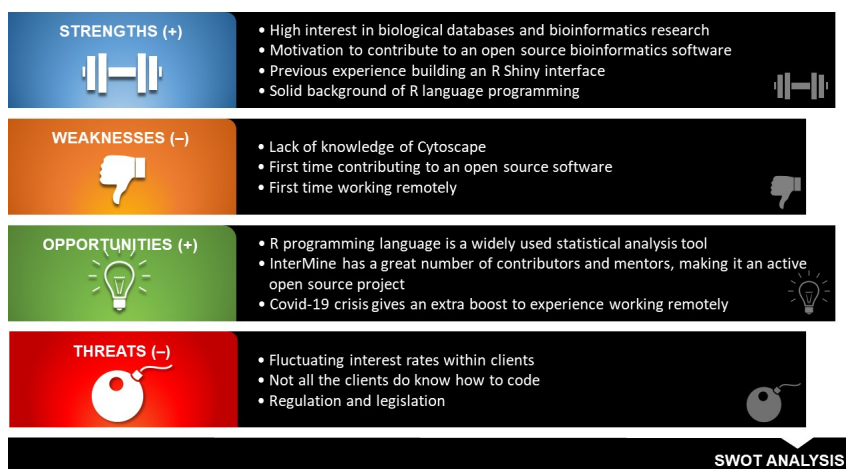 STRENGTHS (+)
• High interest in biological databases and bioinformatics research
• Motivation to contribute to an open source bioinformatics software
• Previous experience building an R Shiny interface
• Solid background of R language programming
WEAKNESSES (–)
• Lack of knowledge of Cytoscape
• First time contributing to an open source software
• First time working remotely
OPPORTUNITIES (+)
• R programming language is a widely used statistical analysis tool
• InterMine has a great number of contributors and mentors, making it an active
open source project
• Covid-19 crisis gives an extra boost to experience working remotely
THREATS (–)
• Fluctuating interest rates within clients
• Not all the clients do know how to code
• Regulation and legislation
SWOT ANALYSIS